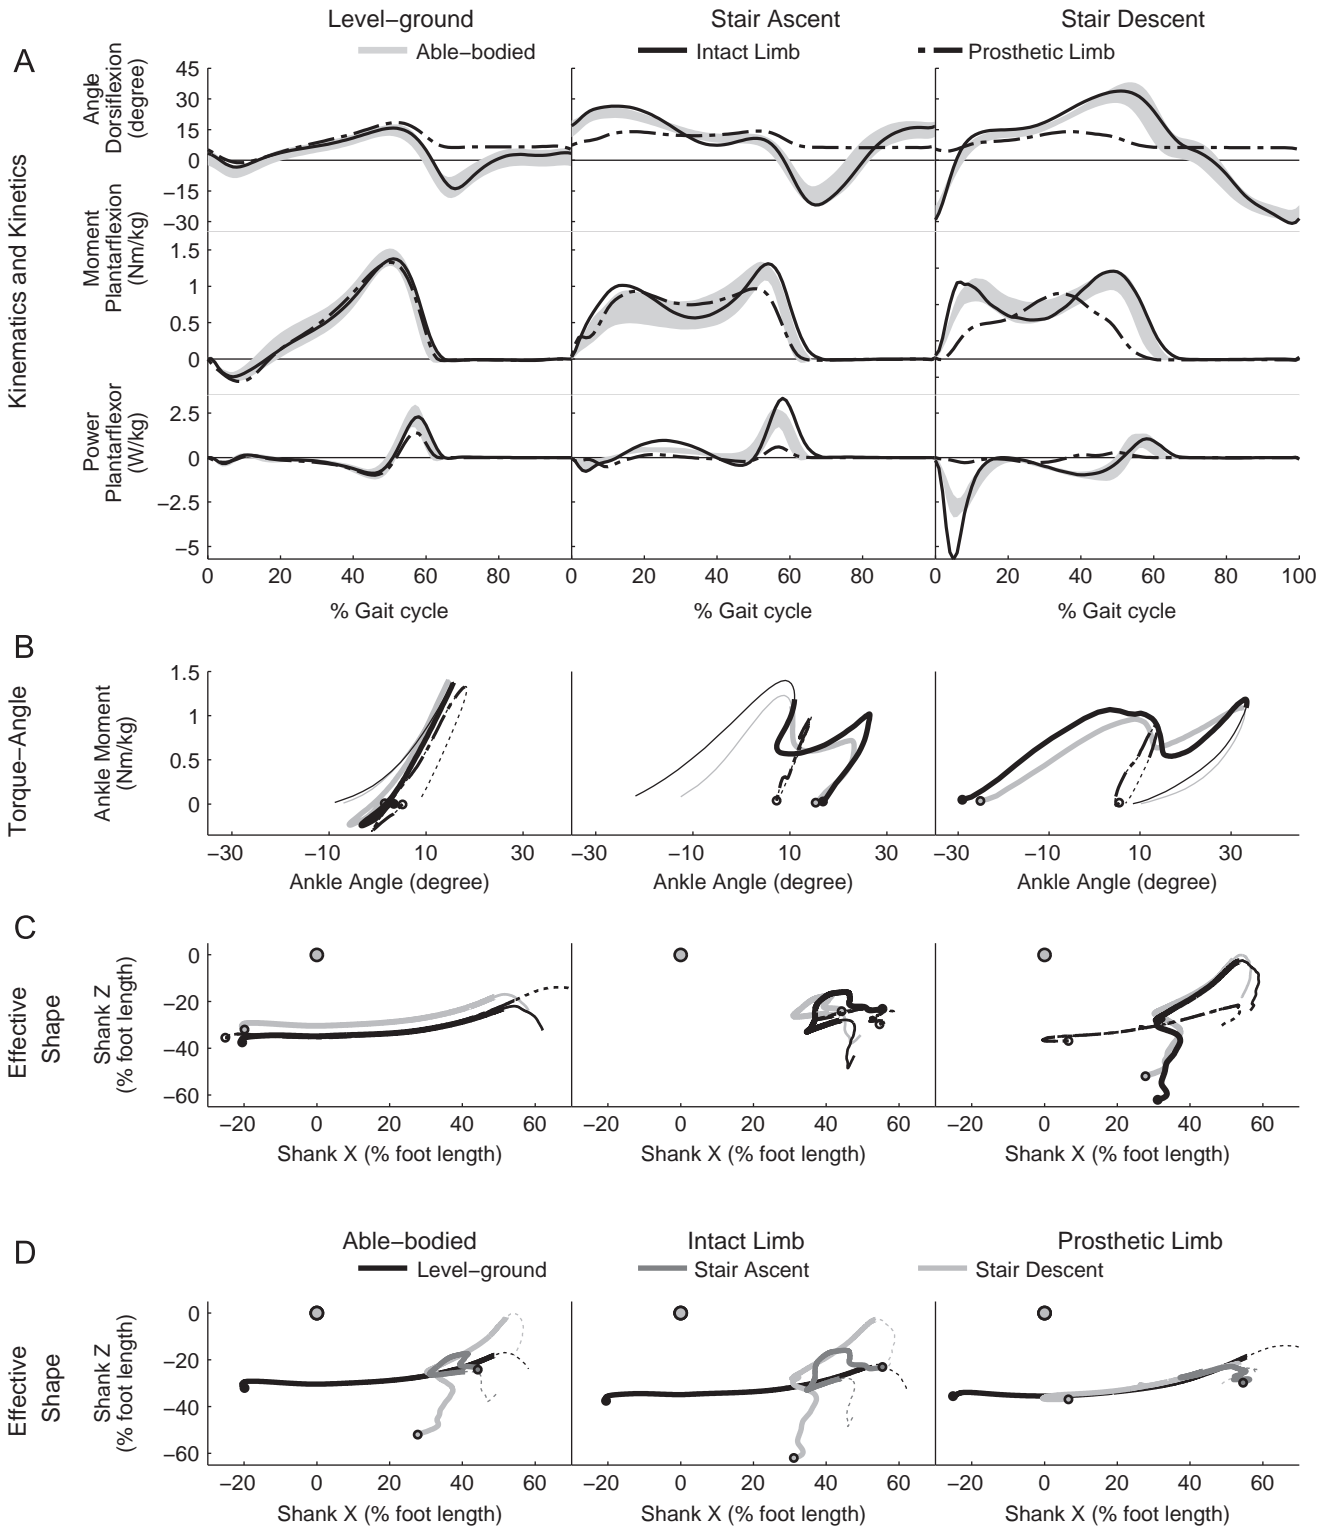 Level−ground Stair Ascent Stair Descent
A Able−bodied Intact Limb Prosthetic Limb
Kinematics and Kinetics
Angle
Dorsiflexion
(degree)
45
30
15
0
−15
−30
Moment
Plantarflexion
(Nm/kg)
1.5
1
0.5
0
Power
Plantarflexor
(W/kg)
2.5
0
−2.5
−5
0 20 40 60 80 0 20 40 60 80 0 20 40 60 80 100
% Gait cycle % Gait cycle % Gait cycle
B
Torque−Angle
Ankle Moment
(Nm/kg)
1.5
1
0.5
0
−30 −10 10 30 −30 −10 10 30 −30 −10 10 30
Ankle Angle (degree) Ankle Angle (degree) Ankle Angle (degree)
C
Effective
Shape
Shank Z
(% foot length)
0
−20
−40
−60
−20 0 20 40 60 −20 0 20 40 60 −20 0 20 40 60
Shank X (% foot length) Shank X (% foot length) Shank X (% foot length)
D Able−bodied Intact Limb Prosthetic Limb
Level−ground Stair Ascent Stair Descent
Effective
Shape
Shank Z
(% foot length)
0
−20
−40
−60
−20 0 20 40 60 −20 0 20 40 60 −20 0 20 40 60
Shank X (% foot length) Shank X (% foot length) Shank X (% foot length)